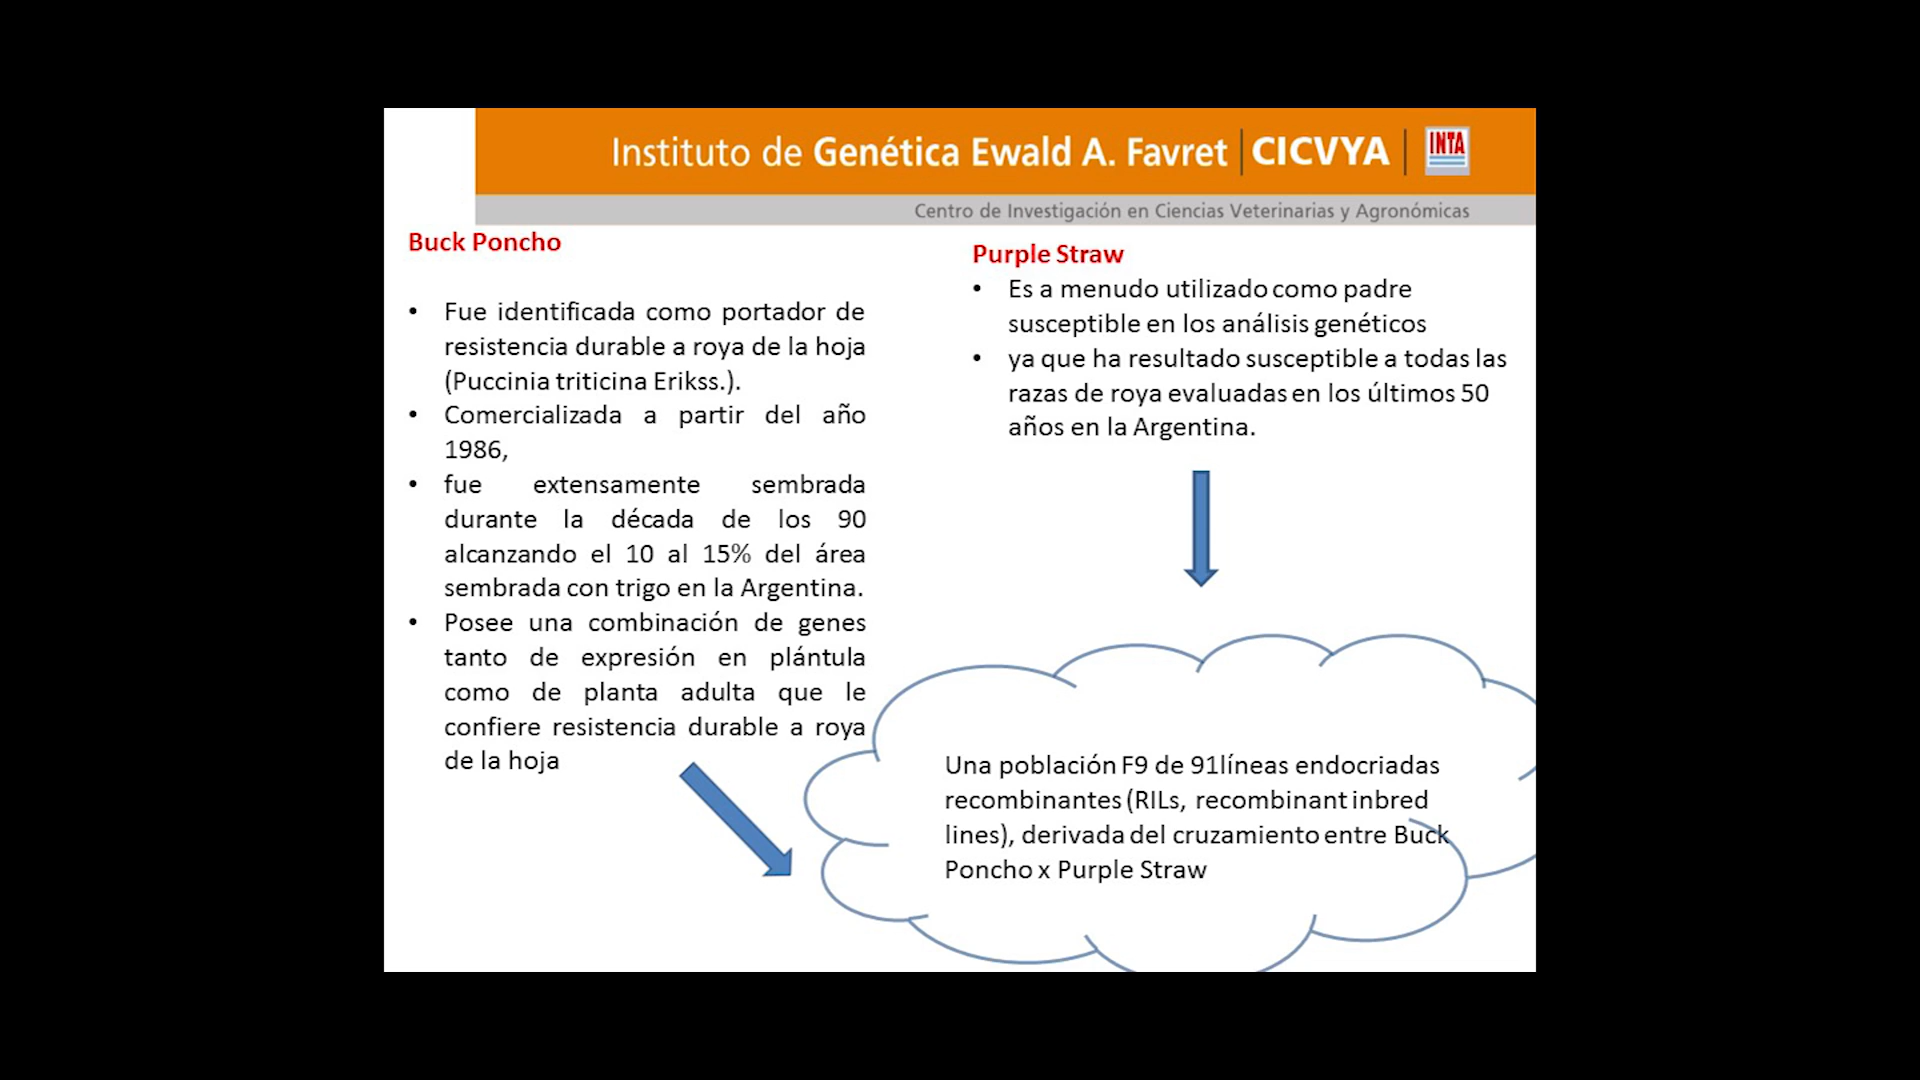 Instituto de Genética Ewald A. Favret | CICVYA | INTA
Centro de Investigación en Ciencias Veterinarias y Agronómicas
Buck Poncho
• Fue identificada como portador de
resistencia durable a roya de la hoja
(Puccinia triticina Erikss.).
• Comercializada a partir del año
1986,
• fue extensamente sembrada
durante la década de los 90
alcanzando el 10 al 15% del área
sembrada con trigo en la Argentina.
• Posee una combinación de genes
tanto de expresión en plántula
como de planta adulta que le
confiere resistencia durable a roya
de la hoja
Purple Straw
• Es a menudo utilizado como padre
susceptible en los análisis genéticos
• ya que ha resultado susceptible a todas las
razas de roya evaluadas en los últimos 50
años en la Argentina.
Una población F9 de 91líneas endocriadas
recombinantes (RILs, recombinant inbred
lines), derivada del cruzamiento entre Buck
Poncho x Purple Straw